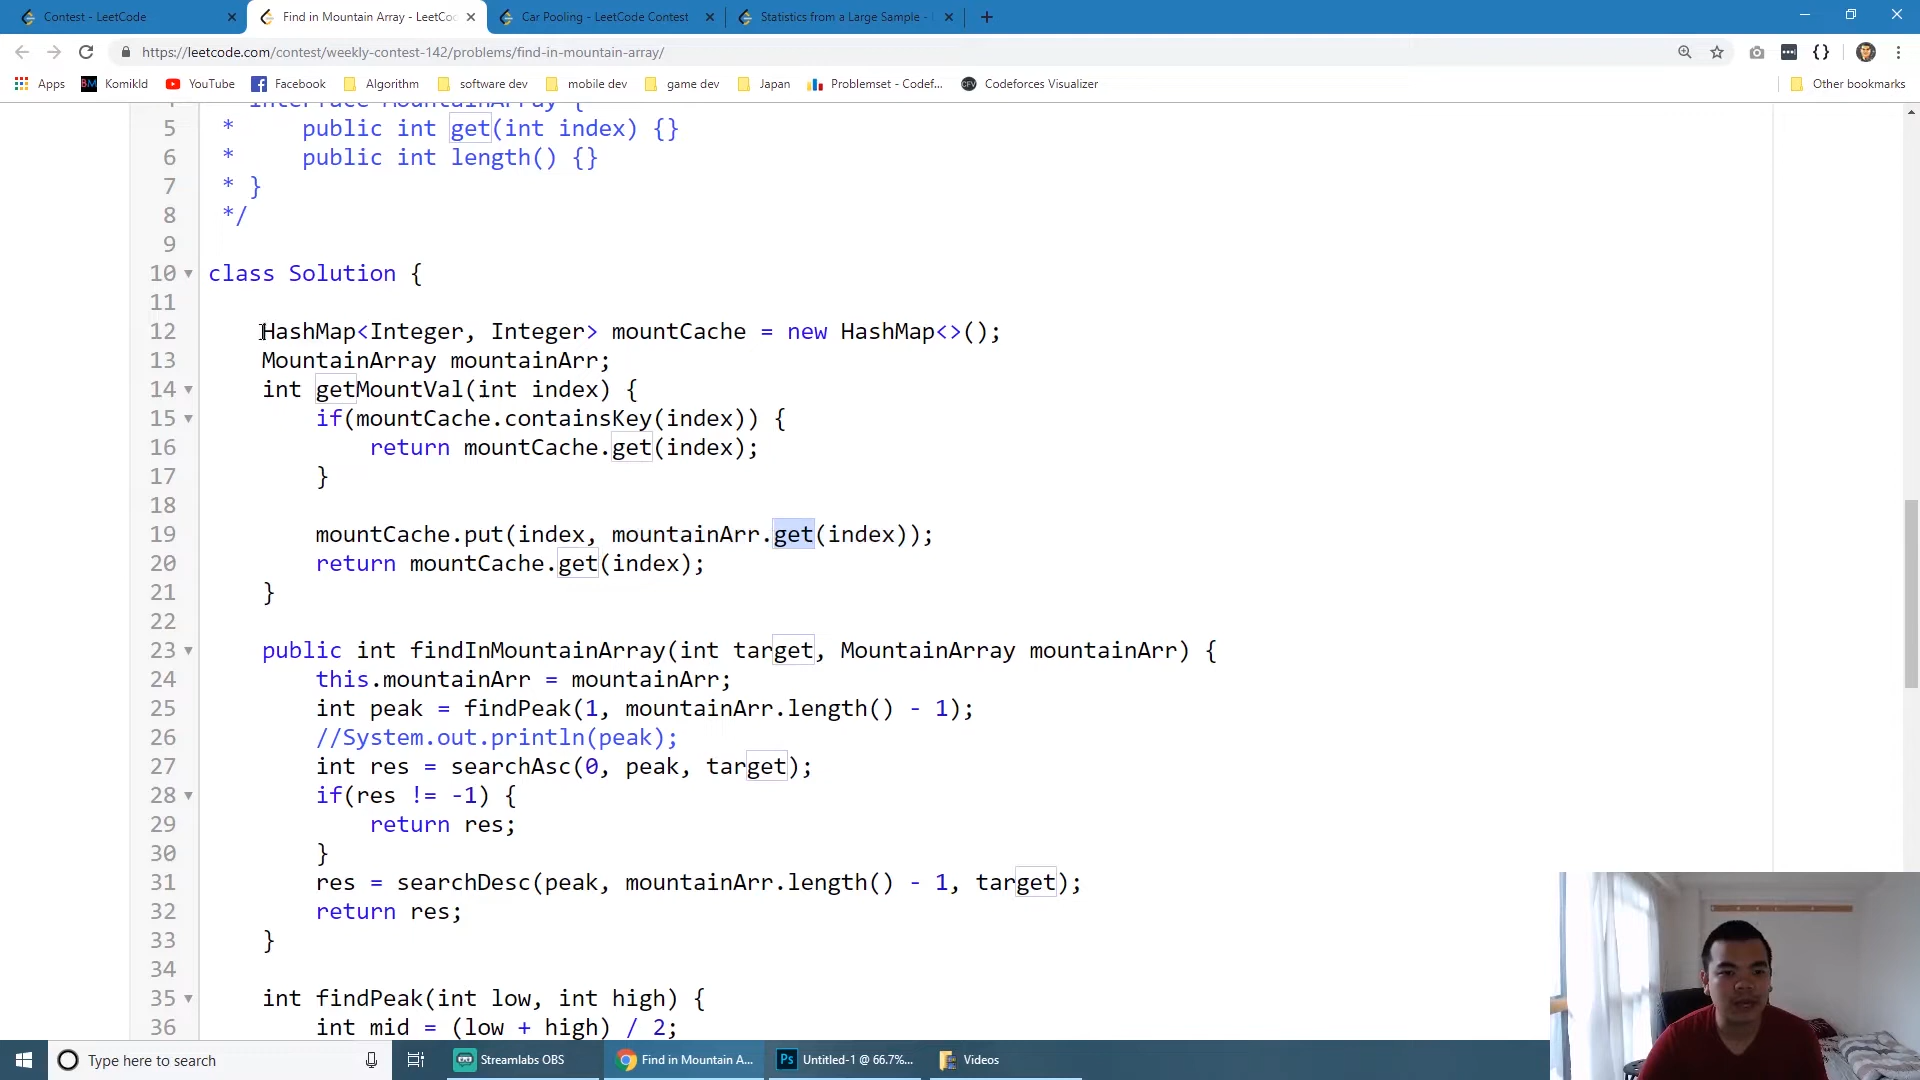 Contest - LeetCode
Find in Mountain Array - LeetCo
Car Pooling - LeetCode Contest
Statistics from a Large Sample -
https://leetcode.com/contest/weekly-contest-142/problems/find-in-mountain-array/
Apps
BM KomikId
YouTube
Facebook
Algorithm
software dev
mobile dev
game dev
Japan
Problemset - Codef...
Codeforces Visualizer
Other bookmarks
* interface MountainArray {
5 * public int get(int index) {}
6 * public int length() {}
7 * }
8 */
9
10 class Solution {
11
12 HashMap<Integer, Integer> mountCache = new HashMap<>();
13 MountainArray mountainArr;
14 int getMountVal(int index) {
15 if(mountCache.containsKey(index)) {
16 return mountCache.get(index);
17 }
18
19 mountCache.put(index, mountainArr.get(index));
20 return mountCache.get(index);
21 }
22
23 public int findInMountainArray(int target, MountainArray mountainArr) {
24 this.mountainArr = mountainArr;
25 int peak = findPeak(1, mountainArr.length() - 1);
26 //System.out.println(peak);
27 int res = searchAsc(0, peak, target);
28 if(res != -1) {
29 return res;
30 }
31 res = searchDesc(peak, mountainArr.length() - 1, target);
32 return res;
33 }
34
35 int findPeak(int low, int high) {
36 int mid = (low + high) / 2;
Type here to search
Streamlabs OBS
Find in Mountain A...
Ps Untitled-1 @ 66.7%...
Videos